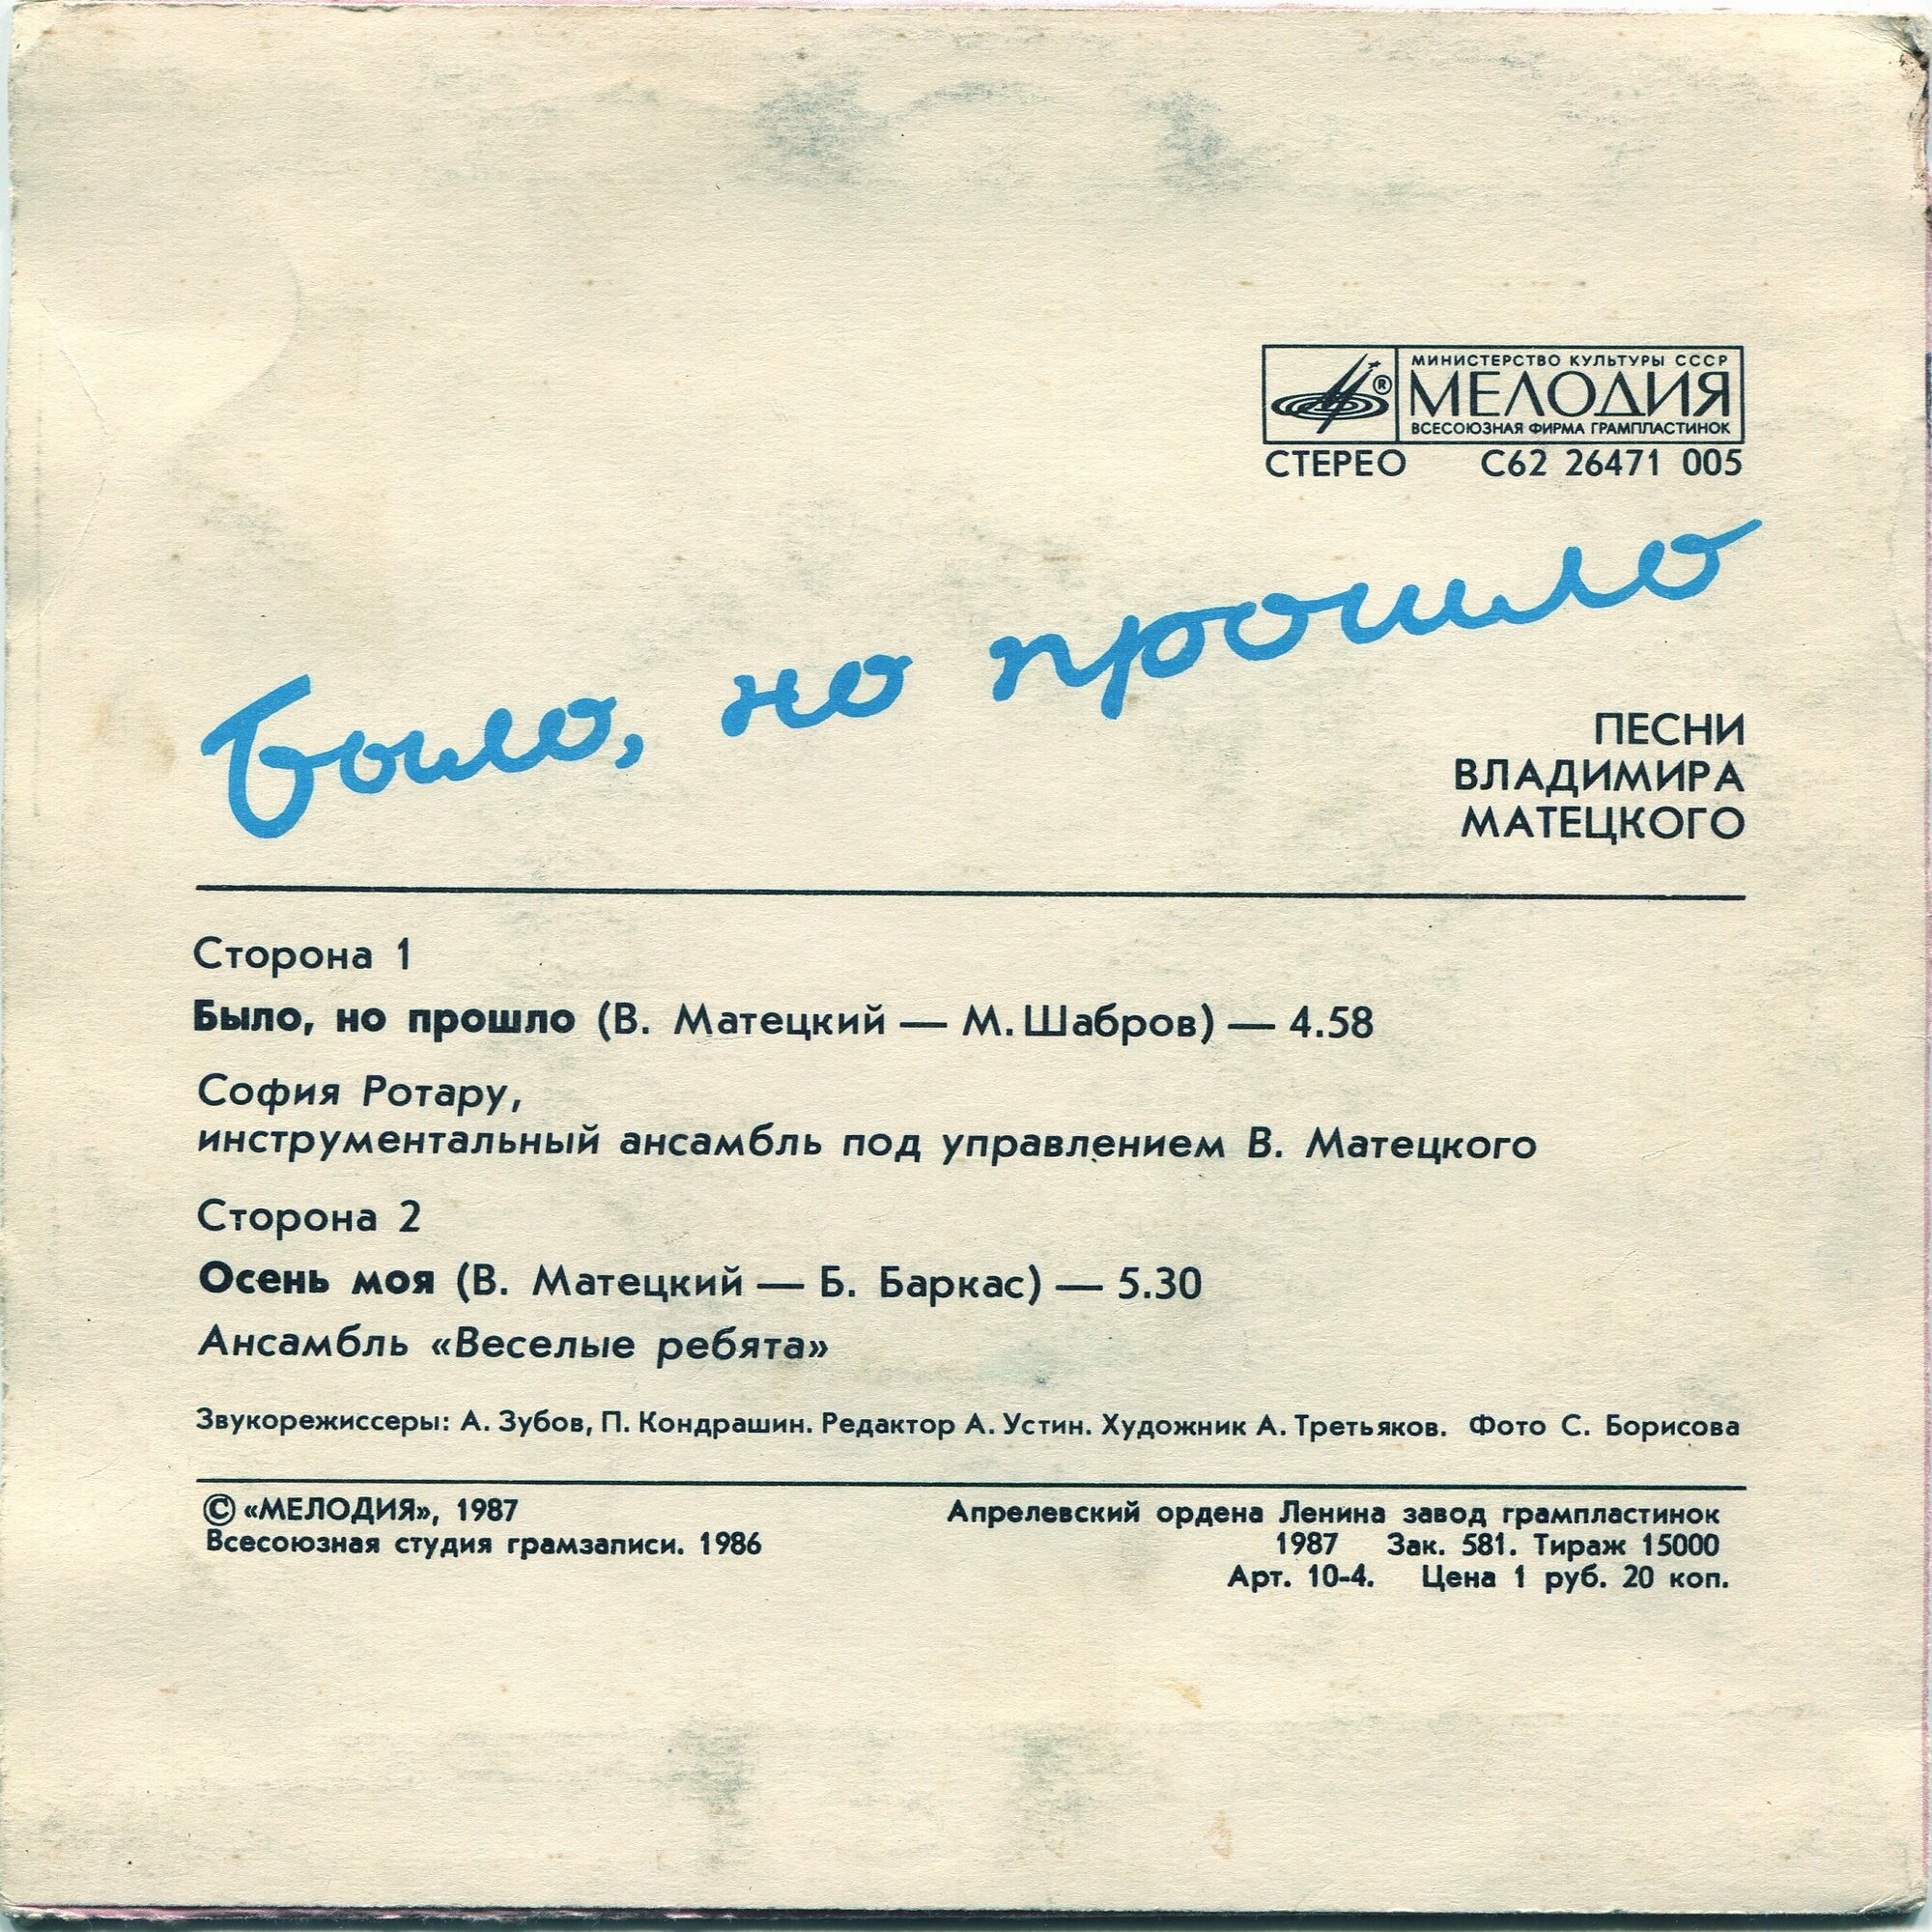 МИНИСТЕРСТВО КУЛЬТУРЫ СССР
МЕЛОДИЯ
ВСЕСОЮЗНАЯ ФИРМА ГРАМПЛАСТИНОК
®
СТЕРЕО С62 26471 005
Было, но прошло
ПЕСНИ
ВЛАДИМИРА
МАТЕЦКОГО
Сторона 1
Было, но прошло (В. Матецкий — М. Шабров) — 4.58
София Ротару,
инструментальный ансамбль под управлением В. Матецкого
Сторона 2
Осень моя (В. Матецкий — Б. Баркас) — 5.30
Ансамбль «Веселые ребята»
Звукорежиссеры: А. Зубов, П. Кондрашин. Редактор А. Устин. Художник А. Третьяков. Фото С. Борисова
© «МЕЛОДИЯ», 1987
Всесоюзная студия грамзаписи. 1986
Апрелевский ордена Ленина завод грампластинок
1987 Зак. 581. Тираж 15000
Арт. 10-4. Цена 1 руб. 20 коп.